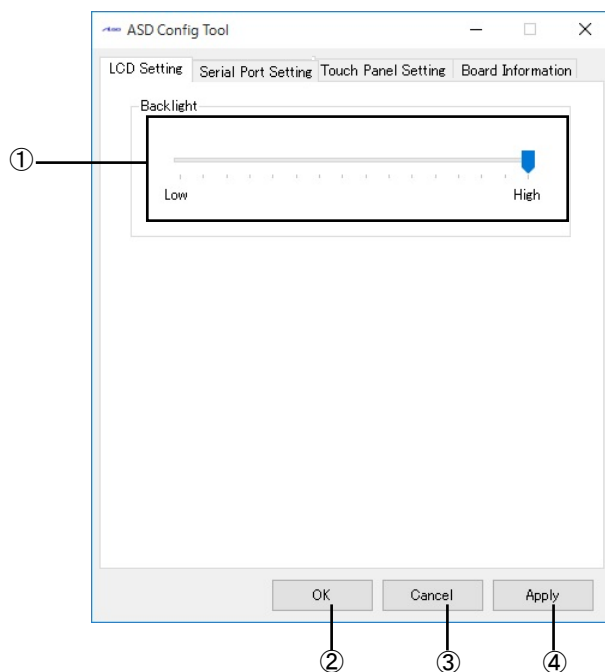 ASD Config Tool
LCD Setting Serial Port Setting Touch Panel Setting Board Information
Backlight
①
Low High
OK Cancel Apply
② ③ ④